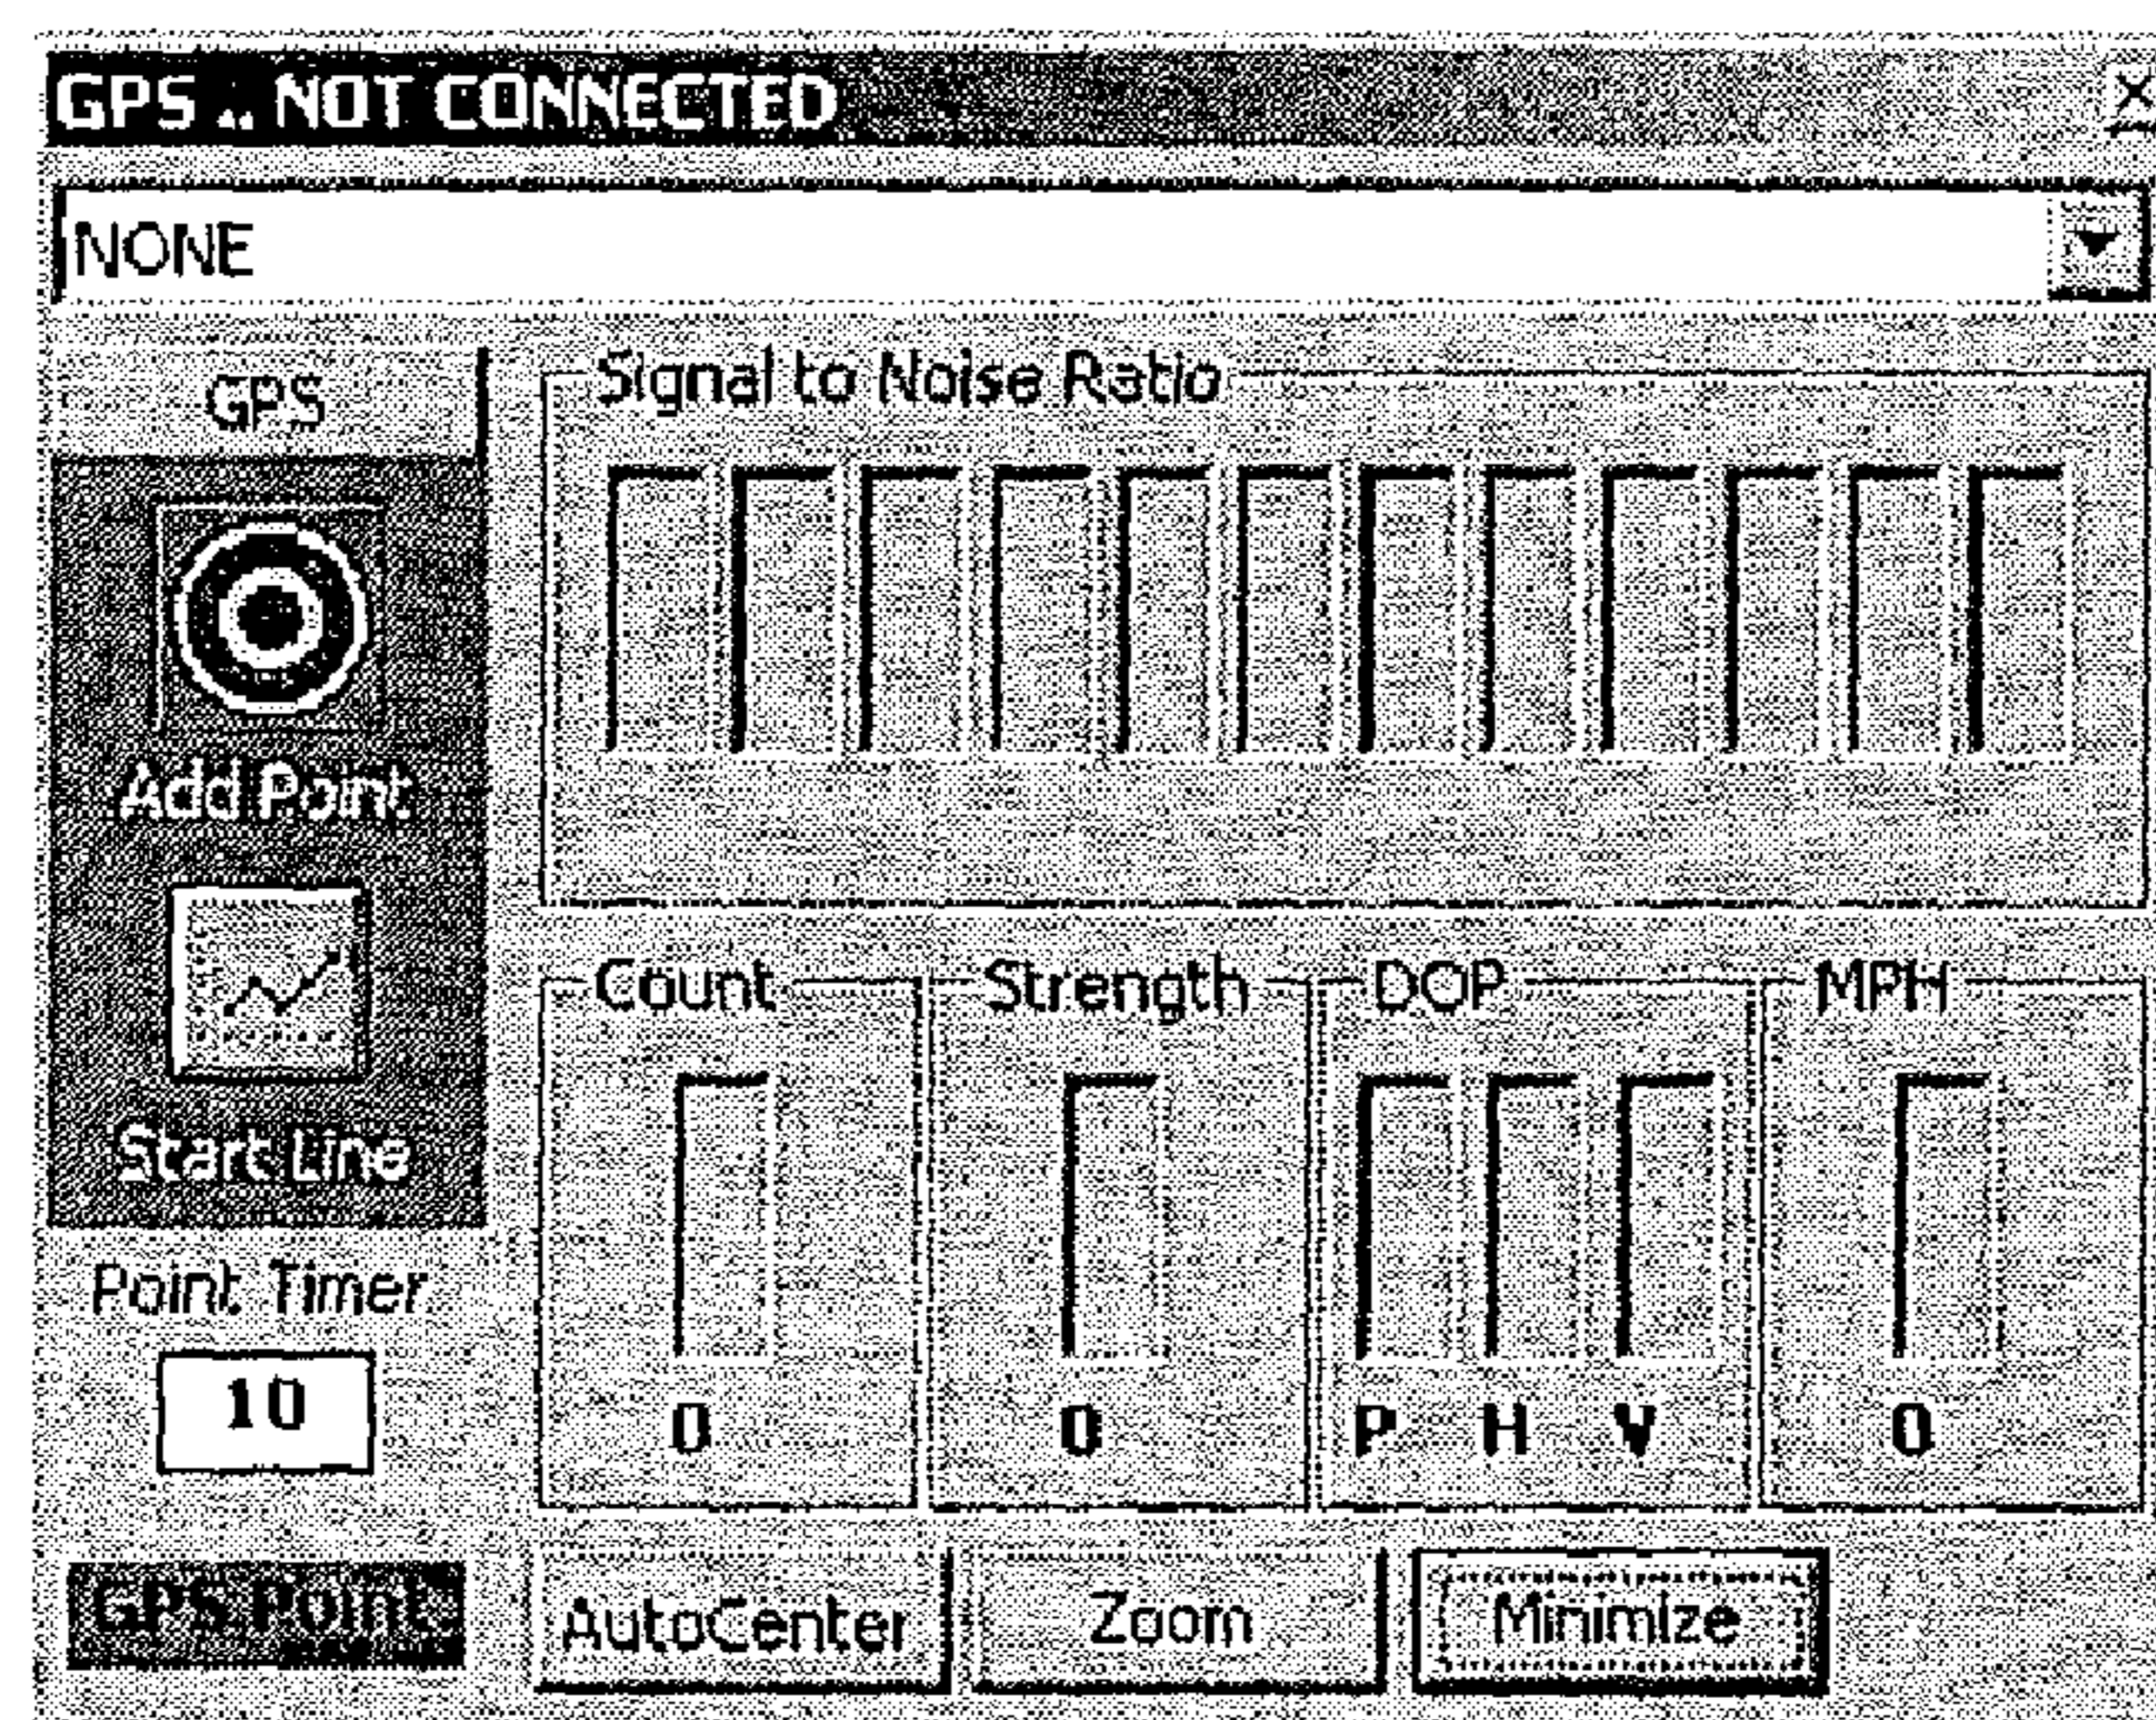 GPS .. NOT CONNECTED
NONE
GPS
Signal to Noise Ratio
Add Point
Start Line
Count Strength DOP MPH
0 0 P H V 0
Point Timer
10
GPS Point
AutoCenter Zoom Minimize